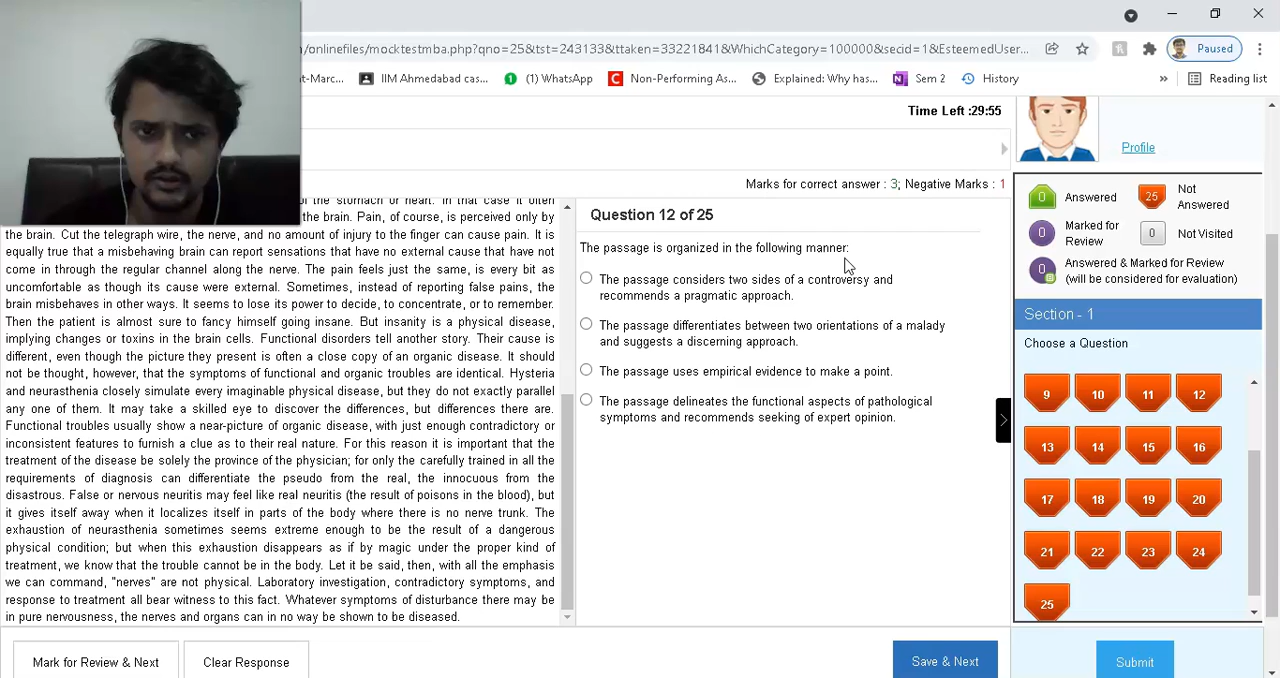 Paused
/onlinefiles/mocktestmba.php?qno=25&tst=243133&ttaken=33221841&WhichCategory=100000&secid=1&EsteemedUser...
nt-Marc...
IIM Ahmedabad cas...
(1) WhatsApp
Non-Performing As...
Explained: Why has...
Sem 2
History
»
Reading list
Time Left :29:55
Profile
Marks for correct answer : 3; Negative Marks : 1
0 Answered
25 Not Answered
0 Marked for Review
0 Not Visited
0 Answered & Marked for Review (will be considered for evaluation)
of the stomach or heart. In that case it often
the brain. Pain, of course, is perceived only by
the brain. Cut the telegraph wire, the nerve, and no amount of injury to the finger can cause pain. It is
equally true that a misbehaving brain can report sensations that have no external cause that have not
come in through the regular channel along the nerve. The pain feels just the same, is every bit as
uncomfortable as though its cause were external. Sometimes, instead of reporting false pains, the
brain misbehaves in other ways. It seems to lose its power to decide, to concentrate, or to remember.
Then the patient is almost sure to fancy himself going insane. But insanity is a physical disease,
implying changes or toxins in the brain cells. Functional disorders tell another story. Their cause is
different, even though the picture they present is often a close copy of an organic disease. It should
not be thought, however, that the symptoms of functional and organic troubles are identical. Hysteria
and neurasthenia closely simulate every imaginable physical disease, but they do not exactly parallel
any one of them. It may take a skilled eye to discover the differences, but differences there are.
Functional troubles usually show a near-picture of organic disease, with just enough contradictory or
inconsistent features to furnish a clue as to their real nature. For this reason it is important that the
treatment of the disease be solely the province of the physician; for only the carefully trained in all the
requirements of diagnosis can differentiate the pseudo from the real, the innocuous from the
disastrous. False or nervous neuritis may feel like real neuritis (the result of poisons in the blood), but
it gives itself away when it localizes itself in parts of the body where there is no nerve trunk. The
exhaustion of neurasthenia sometimes seems extreme enough to be the result of a dangerous
physical condition; but when this exhaustion disappears as if by magic under the proper kind of
treatment, we know that the trouble cannot be in the body. Let it be said, then, with all the emphasis
we can command, "nerves" are not physical. Laboratory investigation, contradictory symptoms, and
response to treatment all bear witness to this fact. Whatever symptoms of disturbance there may be
in pure nervousness, the nerves and organs can in no way be shown to be diseased.
Question 12 of 25
The passage is organized in the following manner:
The passage considers two sides of a controversy and
recommends a pragmatic approach.
The passage differentiates between two orientations of a malady
and suggests a discerning approach.
The passage uses empirical evidence to make a point.
The passage delineates the functional aspects of pathological
symptoms and recommends seeking of expert opinion.
Section - 1
Choose a Question
9 10 11 12
13 14 15 16
17 18 19 20
21 22 23 24
25
Mark for Review & Next
Clear Response
Save & Next
Submit